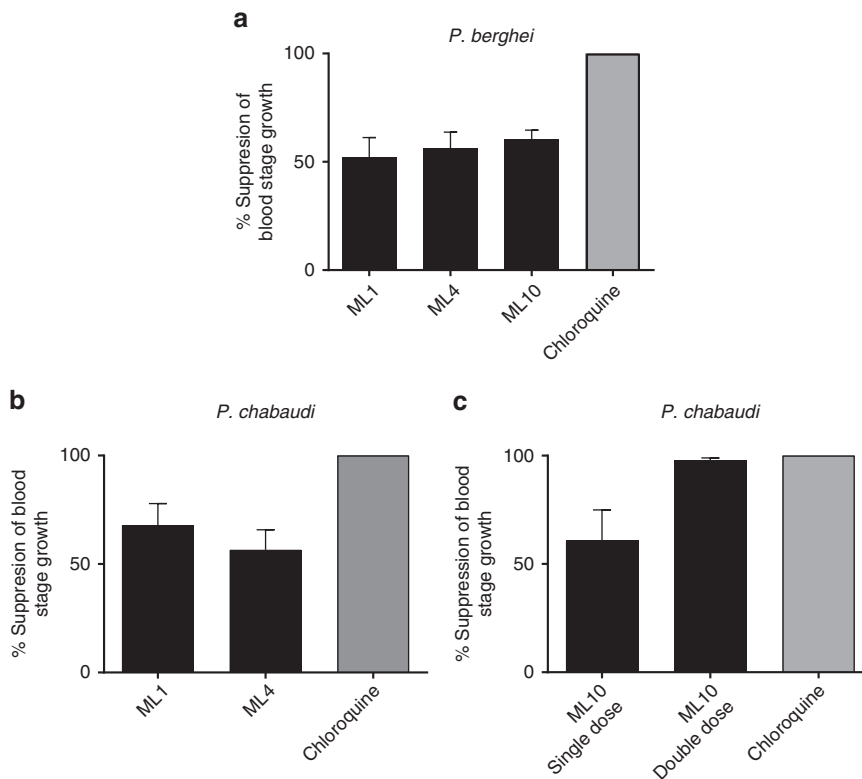 a
P. berghei
100
50
0
% Suppresion of
blood stage growth
ML1
ML4
ML10
Chloroquine
b
P. chabaudi
100
50
0
% Suppression of blood
stage growth
ML1
ML4
Chloroquine
c
P. chabaudi
100
50
0
% Suppression of blood
stage growth
ML10
Single dose
ML10
Double dose
Chloroquine